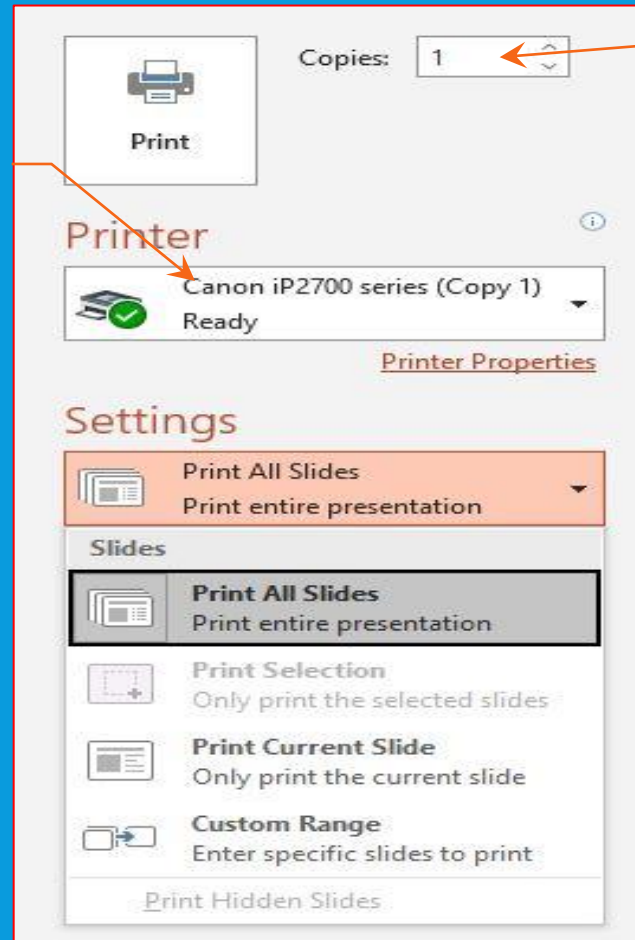 Copies: 1
Print
Printer
Canon iP2700 series (Copy 1)
Ready
Printer Properties
Settings
Print All Slides
Print entire presentation
Slides
Print All Slides
Print entire presentation
Print Selection
Only print the selected slides
Print Current Slide
Only print the current slide
Custom Range
Enter specific slides to print
Print Hidden Slides